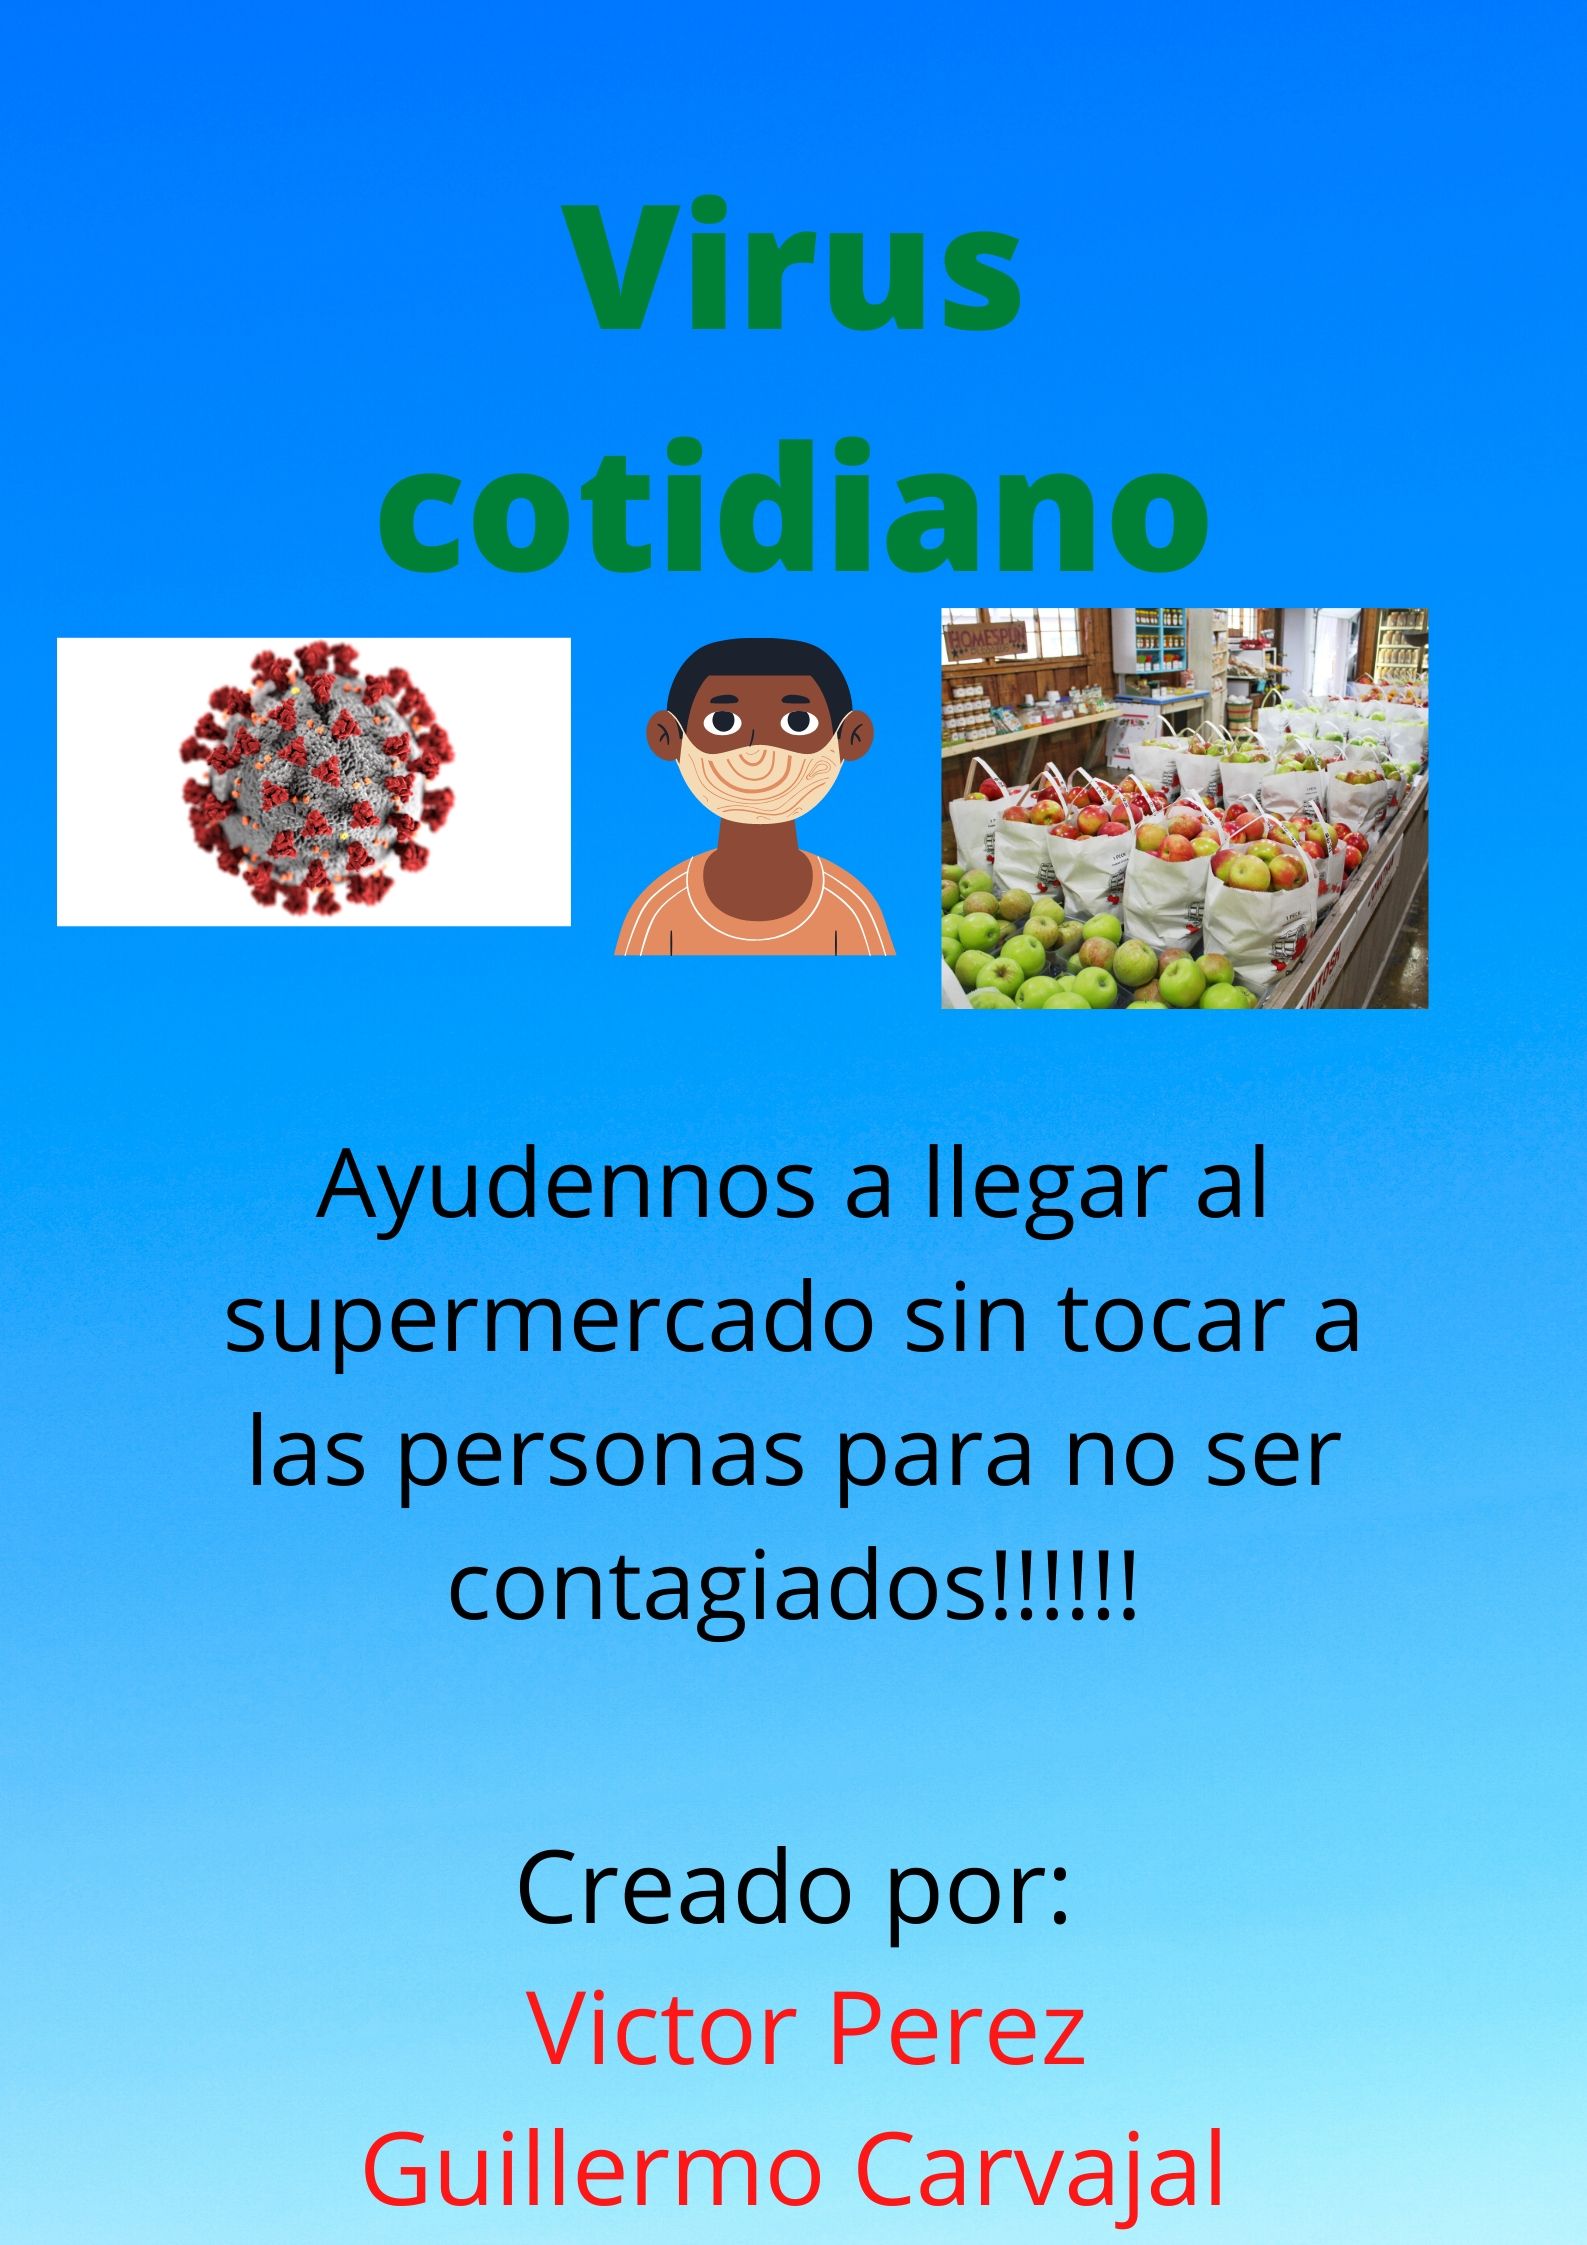 Virus
cotidiano
HOMESPUN
Ayudennos a llegar al
supermercado sin tocar a
las personas para no ser
contagiados!!!!!!
Creado por:
Victor Perez
Guillermo Carvajal